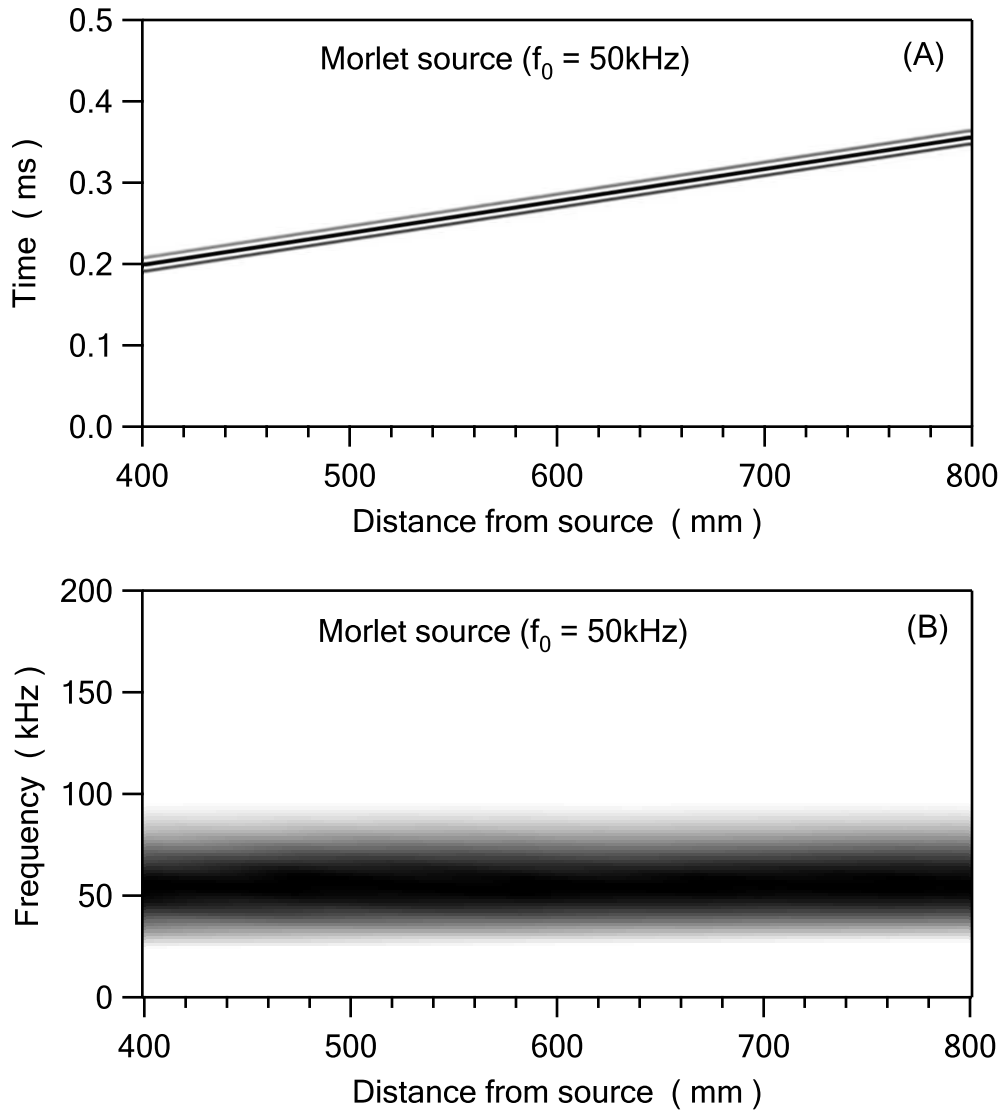 0.5
Morlet source (f0 = 50kHz)
(A)
0.4
0.3
0.2
0.1
0.0
Time ( ms )
400 500 600 700 800
Distance from source ( mm )
200
Morlet source (f0 = 50kHz)
(B)
150
100
50
0
Frequency ( kHz )
400 500 600 700 800
Distance from source ( mm )